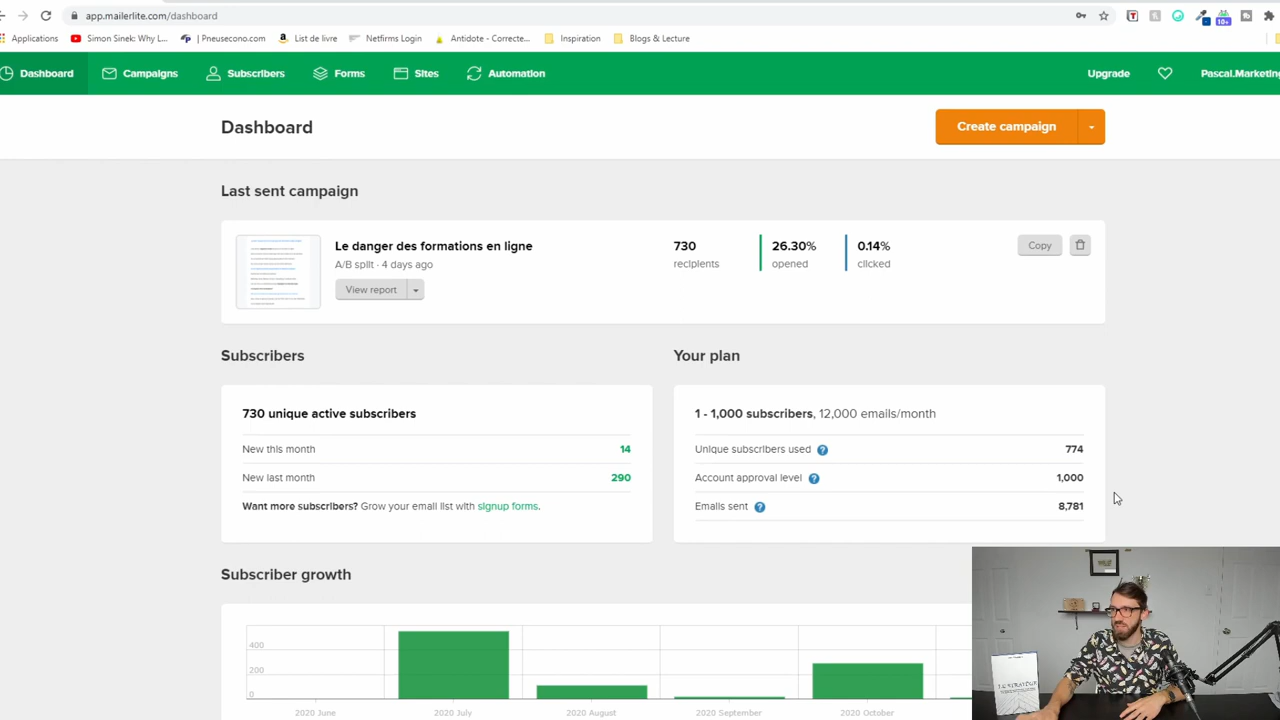 app.mailerlite.com/dashboard
10+
Applications Simon Sinek: Why L... | Pneusecono.com List de livre Netfirms Login Antidote - Correcte... Inspiration Blogs & Lecture
Dashboard Campaigns Subscribers Forms Sites Automation Upgrade Pascal.Marketing
Dashboard
Create campaign
Last sent campaign
Le danger des formations en ligne
A/B split · 4 days ago
View report
730
recipients
26.30%
opened
0.14%
clicked
Copy
Subscribers
730 unique active subscribers
New this month 14
New last month 290
Want more subscribers? Grow your email list with signup forms.
Your plan
1 - 1,000 subscribers, 12,000 emails/month
Unique subscribers used ? 774
Account approval level ? 1,000
Emails sent ? 8,781
Subscriber growth
400
200
0
2020 June 2020 July 2020 August 2020 September 2020 October